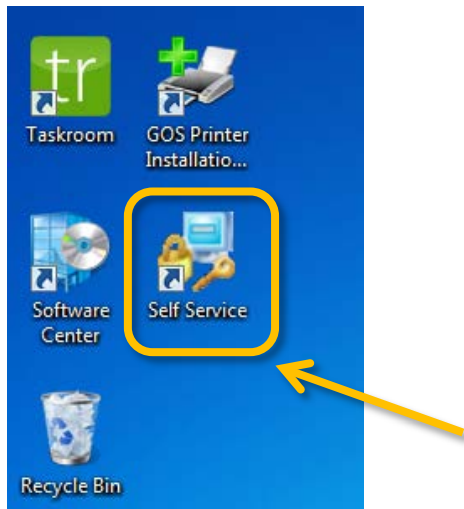 tr
Taskroom
GOS Printer
Installatio...
Software
Center
Self Service
Recycle Bin